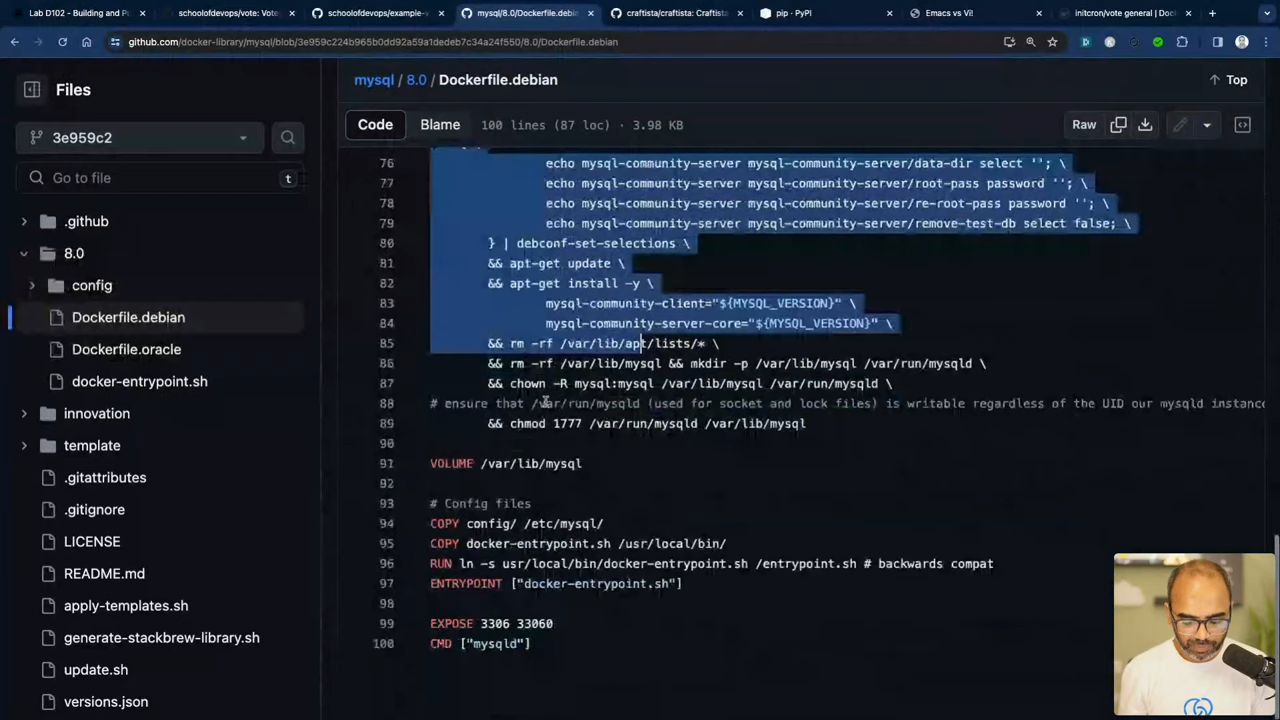 Lab D102 - Building and Pu
schoolofdevops/vote: Vote
schoolofdevops/example-v
mysql/8.0/Dockerfile.debia
craftista/craftista: Craftist
pip · PyPI
Emacs vs Vi!
initcron/vote general | Doc
github.com/docker-library/mysql/blob/3e959c224b965b0dd92a59a1dedeb7c34a24f550/8.0/Dockerfile.debian
Files
mysql / 8.0 / Dockerfile.debian
Top
3e959c2
Code Blame 100 lines (87 loc) · 3.98 KB
Raw
Go to file
t
.github
8.0
config
Dockerfile.debian
Dockerfile.oracle
docker-entrypoint.sh
innovation
template
.gitattributes
.gitignore
LICENSE
README.md
apply-templates.sh
generate-stackbrew-library.sh
update.sh
versions.json
76 echo mysql-community-server mysql-community-server/data-dir select ''; \
77 echo mysql-community-server mysql-community-server/root-pass password ''; \
78 echo mysql-community-server mysql-community-server/re-root-pass password ''; \
79 echo mysql-community-server mysql-community-server/remove-test-db select false; \
80 } | debconf-set-selections \
81 && apt-get update \
82 && apt-get install -y \
83 mysql-community-client="${MYSQL_VERSION}" \
84 mysql-community-server-core="${MYSQL_VERSION}" \
85 && rm -rf /var/lib/apt/lists/* \
86 && rm -rf /var/lib/mysql && mkdir -p /var/lib/mysql /var/run/mysqld \
87 && chown -R mysql:mysql /var/lib/mysql /var/run/mysqld \
88 # ensure that /var/run/mysqld (used for socket and lock files) is writable regardless of the UID our mysqld instance
89 && chmod 1777 /var/run/mysqld /var/lib/mysql
90
91 VOLUME /var/lib/mysql
92
93 # Config files
94 COPY config/ /etc/mysql/
95 COPY docker-entrypoint.sh /usr/local/bin/
96 RUN ln -s usr/local/bin/docker-entrypoint.sh /entrypoint.sh # backwards compat
97 ENTRYPOINT ["docker-entrypoint.sh"]
98
99 EXPOSE 3306 33060
100 CMD ["mysqld"]